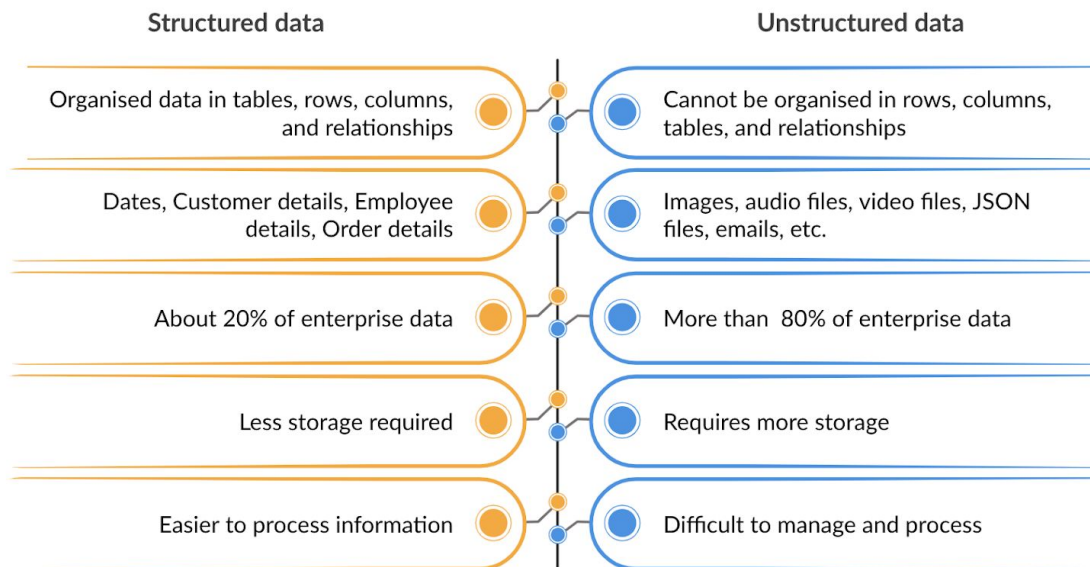 Structured data
Unstructured data
Organised data in tables, rows, columns,
and relationships
Cannot be organised in rows, columns,
tables, and relationships
Dates, Customer details, Employee
details, Order details
Images, audio files, video files, JSON
files, emails, etc.
About 20% of enterprise data
More than  80% of enterprise data
Less storage required
Requires more storage
Easier to process information
Difficult to manage and process